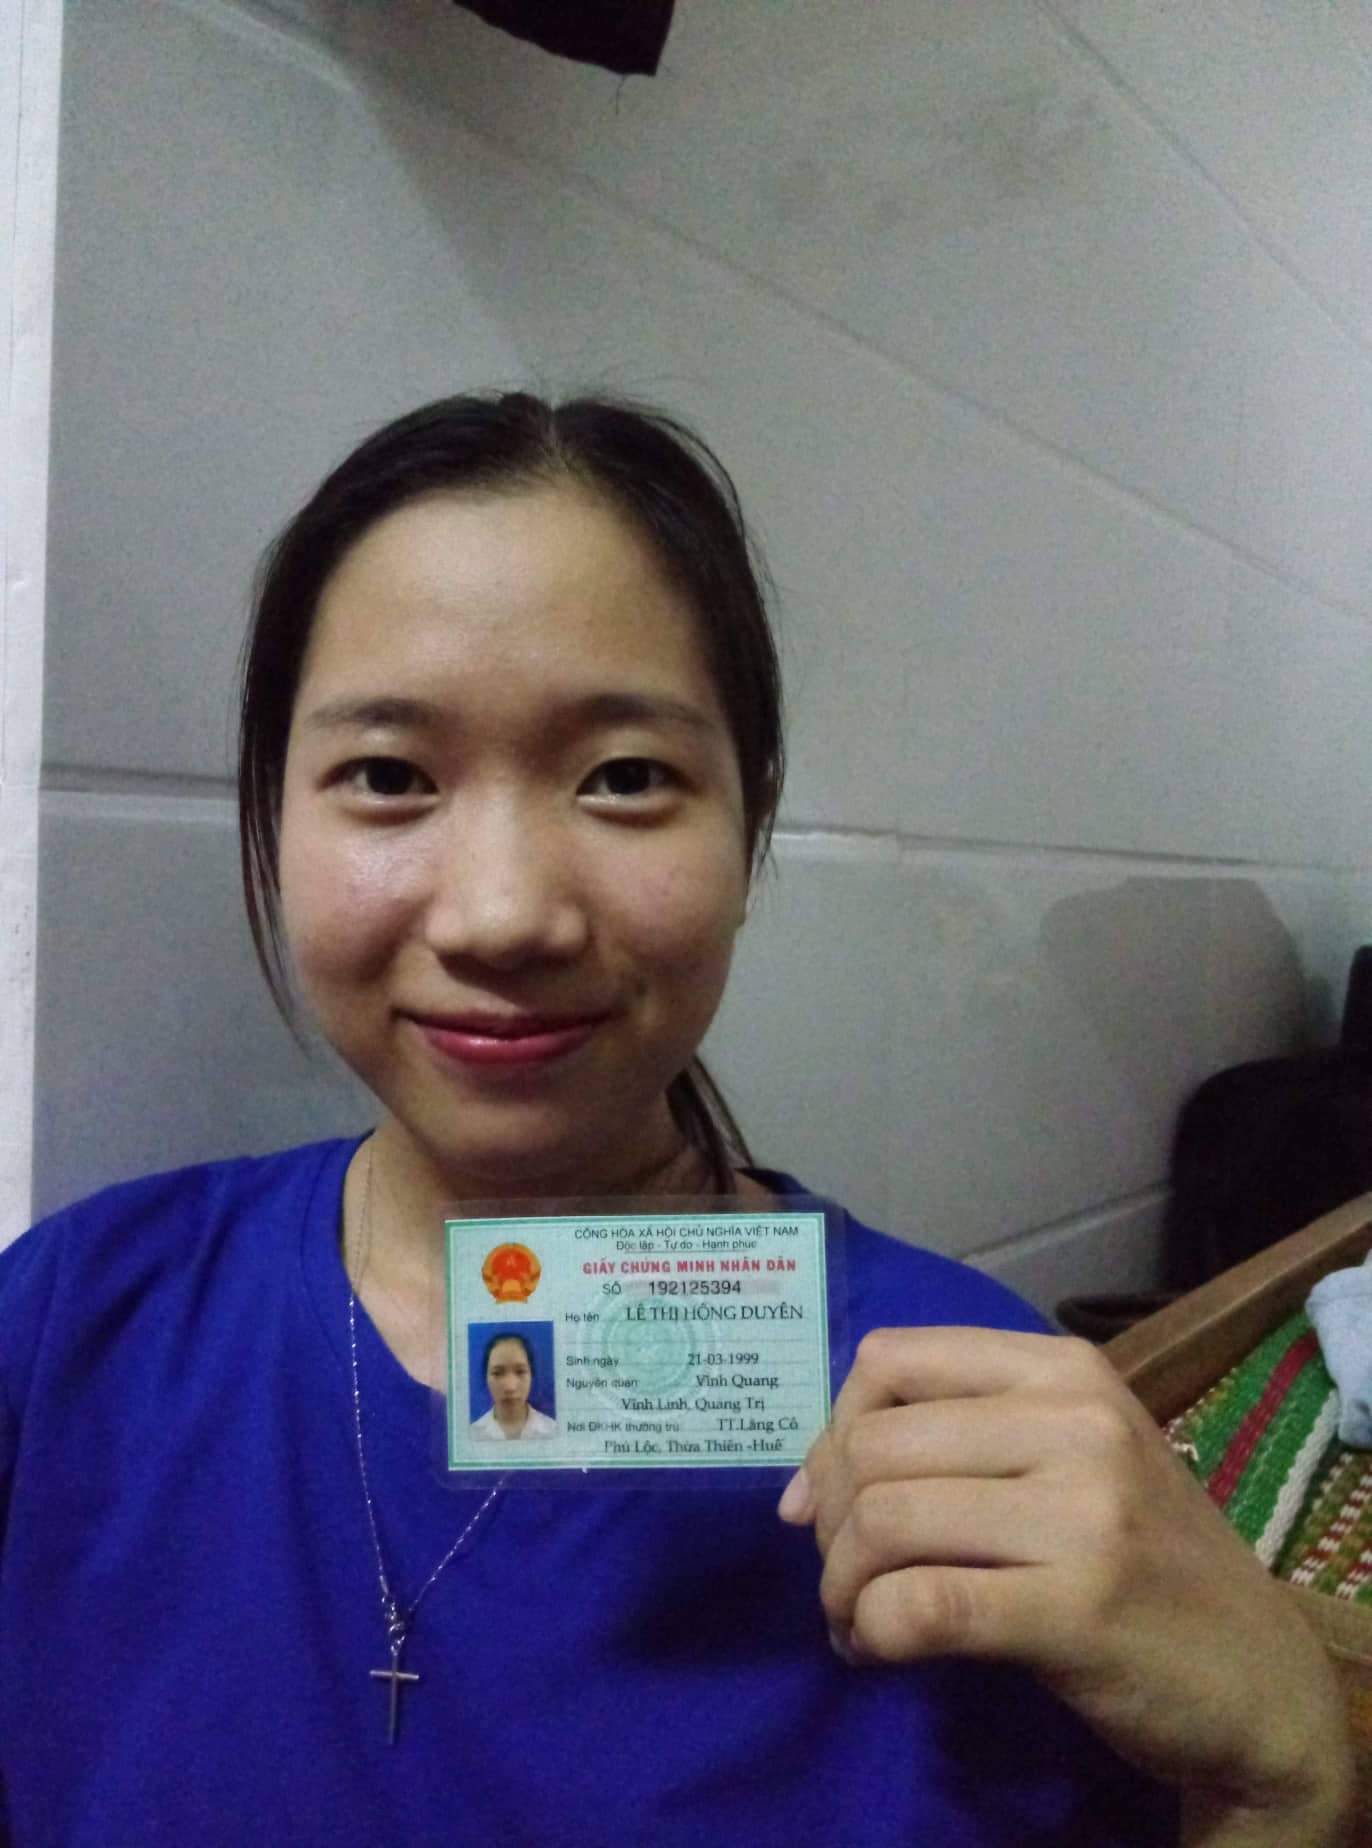 CỘNG HÒA XÃ HỘI CHỦ NGHĨA VIỆT NAM
Độc lập - Tự do - Hạnh phúc
GIẤY CHỨNG MINH NHÂN DÂN
SỐ 192125394
Họ tên LÊ THỊ HỒNG DUYÊN
Sinh ngày 21-03-1999
Nguyên quán Vĩnh Quang
Vĩnh Linh, Quảng Trị
Nơi ĐKHK thường trú TT.Lăng Cô
Phú Lộc, Thừa Thiên -Huế